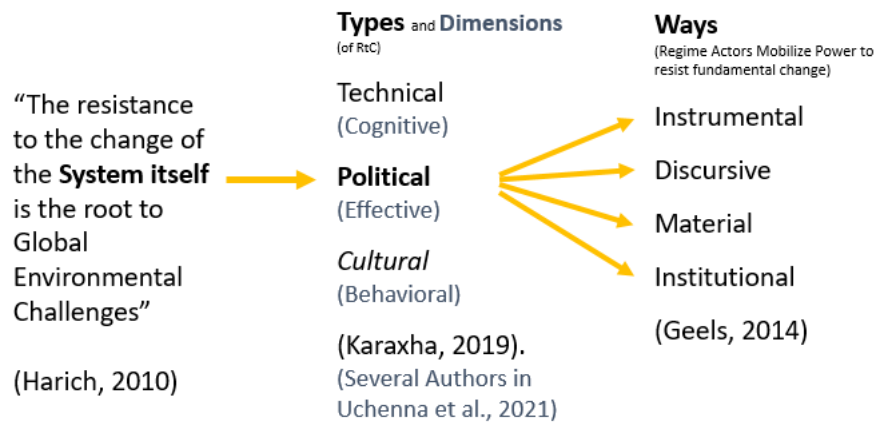 “The resistance
to the change of
the System itself
is the root to
Global
Environmental
Challenges”
(Harich, 2010)
Types and Dimensions
(of RtC)
Technical
(Cognitive)
Political
(Effective)
Cultural
(Behavioral)
(Karaxha, 2019).
(Several Authors in
Uchenna et al., 2021)
Ways
(Regime Actors Mobilize Power to
resist fundamental change)
Instrumental
Discursive
Material
Institutional
(Geels, 2014)